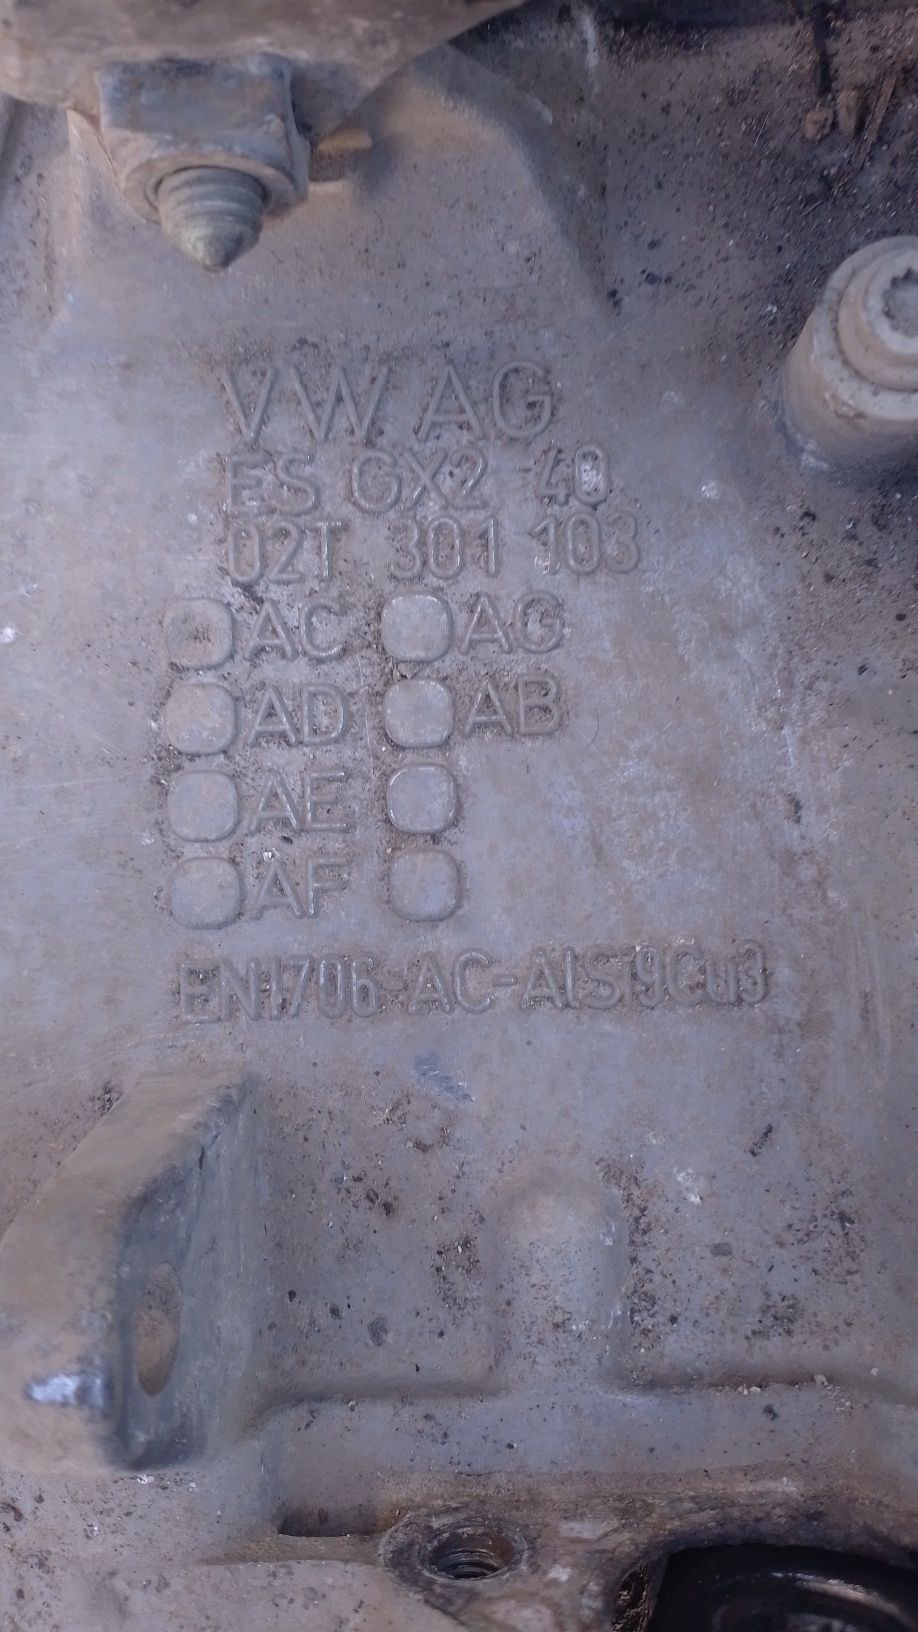 VW AG
ES GX2 40
02T 301 103
AC AG
AD AB
AE
AF
EN1706-AC-AlSi9Cu3